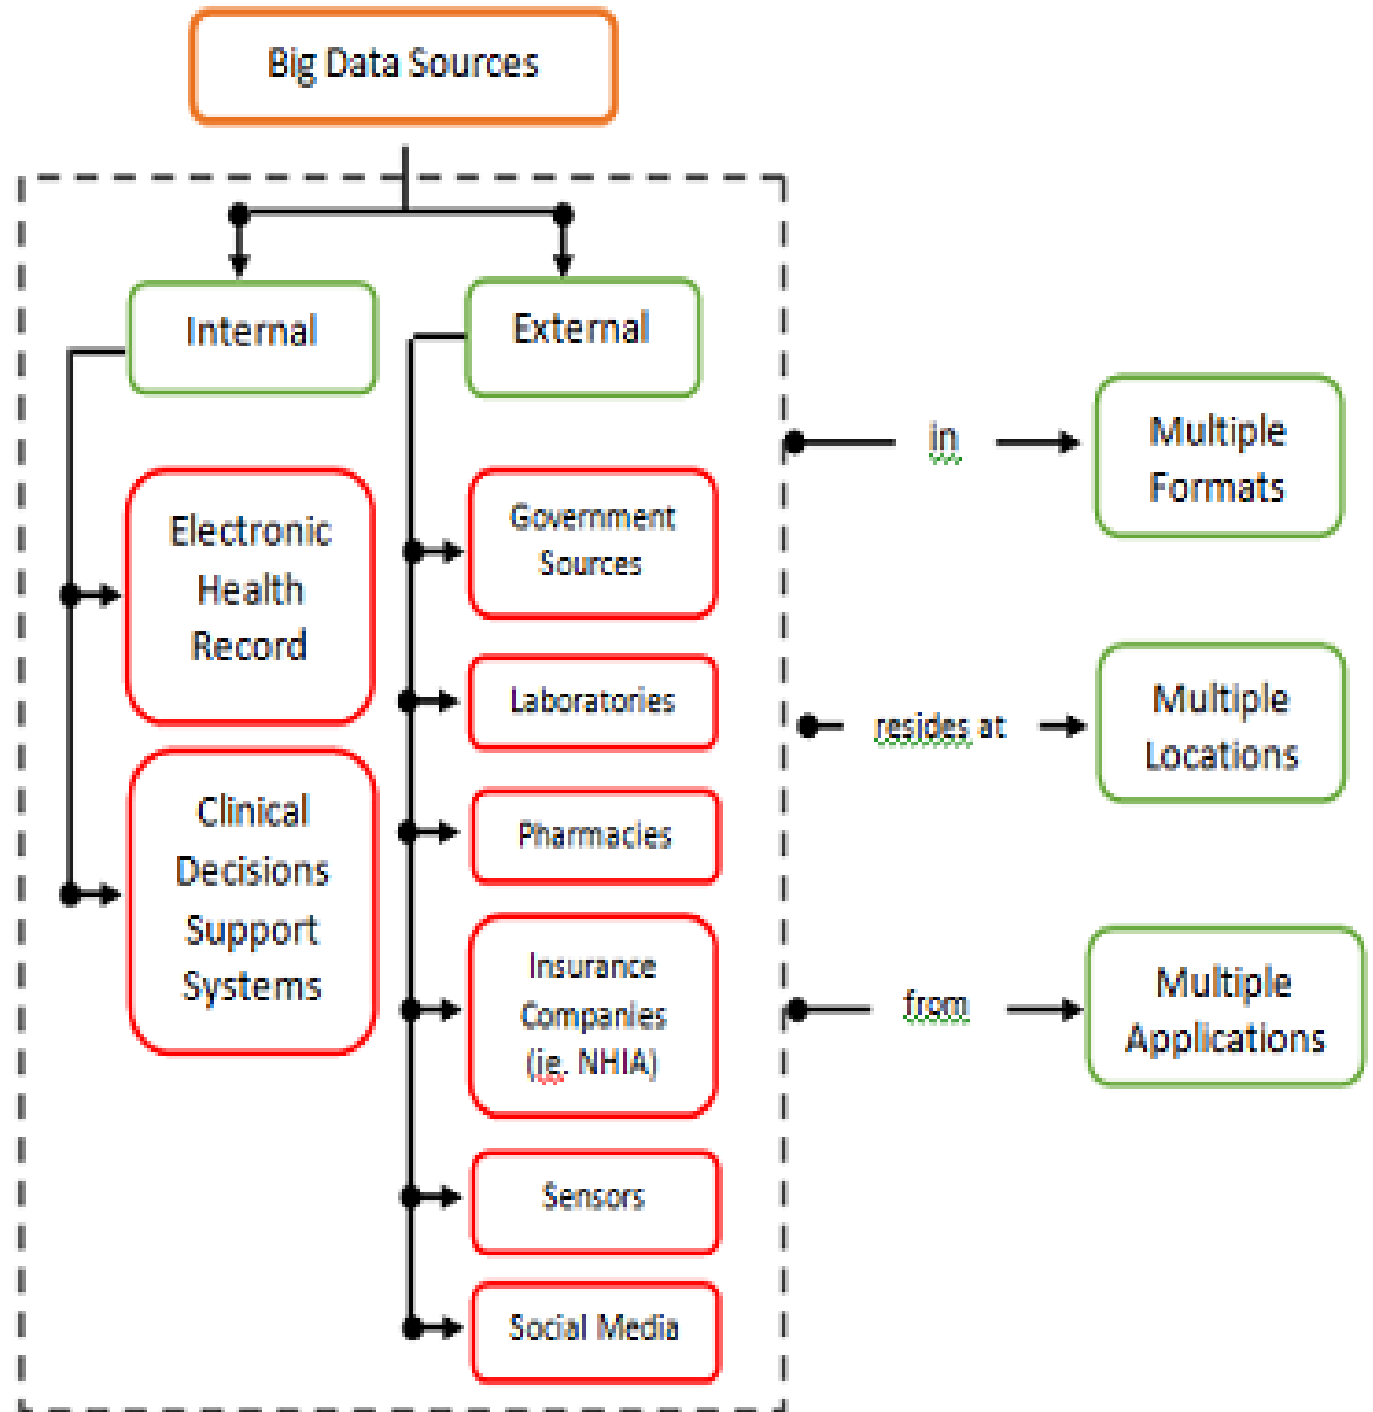 Big Data Sources
Internal
External
Electronic
Health
Record
Clinical
Decisions
Support
Systems
Government
Sources
Laboratories
Pharmacies
Insurance
Companies
(ig. NHIA)
Sensors
Social Media
in
Multiple
Formats
resides at
Multiple
Locations
from
Multiple
Applications